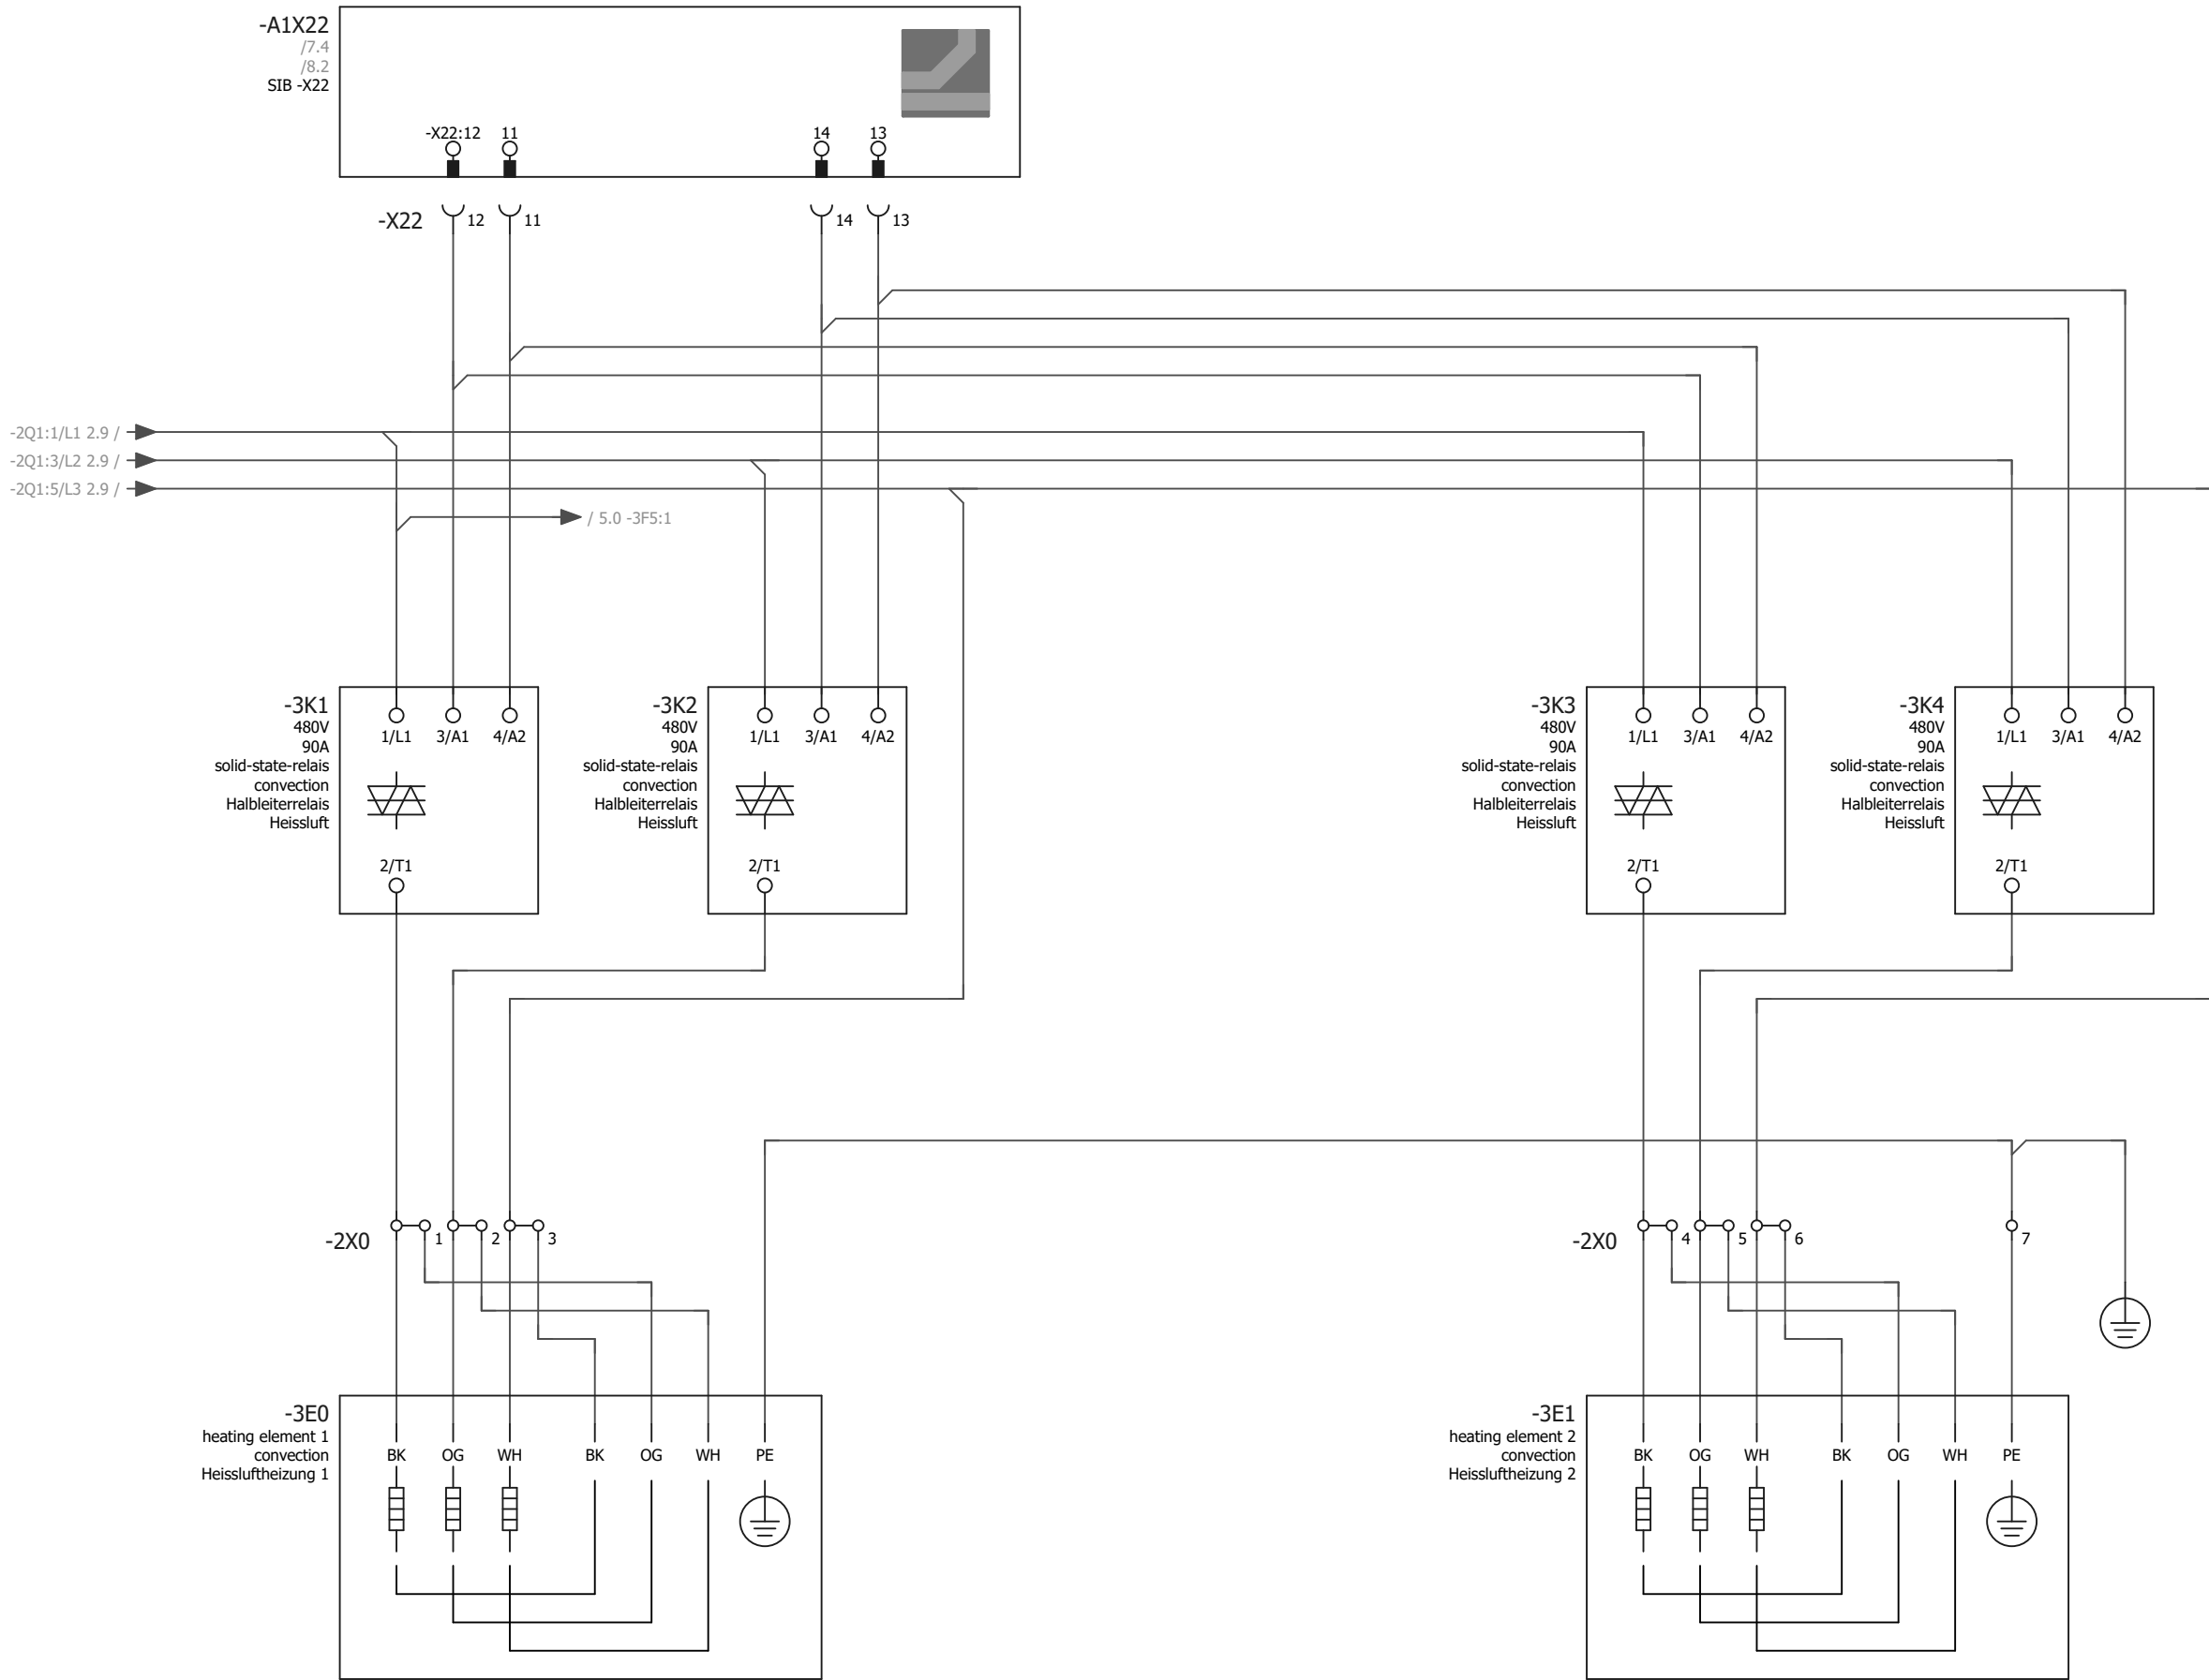 -A1X22
/7.4
/8.2
SIB -X22
-X22:12 11 14 13
-X22 12 11 14 13
-2Q1:1/L1 2.9 /
-2Q1:3/L2 2.9 /
-2Q1:5/L3 2.9 /
/ 5.0 -3F5:1
-3K1
480V
90A
solid-state-relais
convection
Halbleiterrelais
Heissluft
1/L1 3/A1 4/A2
2/T1
-3K2
480V
90A
solid-state-relais
convection
Halbleiterrelais
Heissluft
1/L1 3/A1 4/A2
2/T1
-3K3
480V
90A
solid-state-relais
convection
Halbleiterrelais
Heissluft
1/L1 3/A1 4/A2
2/T1
-3K4
480V
90A
solid-state-relais
convection
Halbleiterrelais
Heissluft
1/L1 3/A1 4/A2
2/T1
-2X0 1 2 3
-2X0 4 5 6 7
-3E0
heating element 1
convection
Heissluftheizung 1
BK OG WH BK OG WH PE
-3E1
heating element 2
convection
Heissluftheizung 2
BK OG WH BK OG WH PE